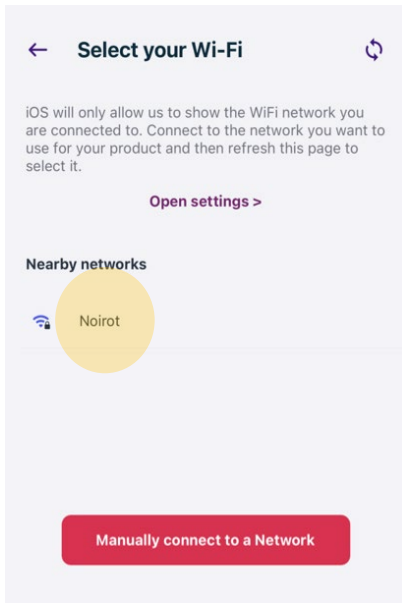 Select your Wi-Fi
iOS will only allow us to show the WiFi network you
are connected to. Connect to the network you want to
use for your product and then refresh this page to
select it.
Open settings >
Nearby networks
Noirot
Manually connect to a Network